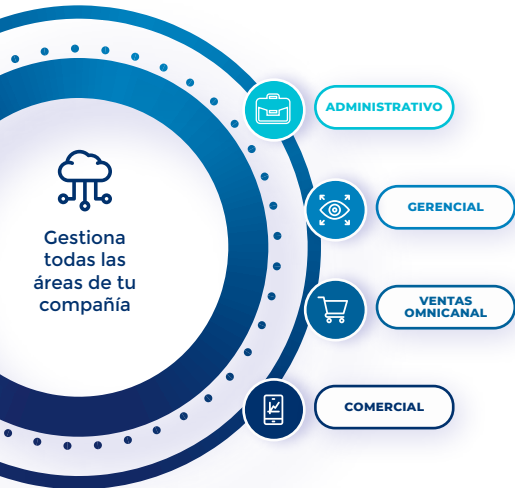 Gestiona
todas las
áreas de tu
compañía
ADMINISTRATIVO
GERENCIAL
VENTAS
OMNICANAL
COMERCIAL